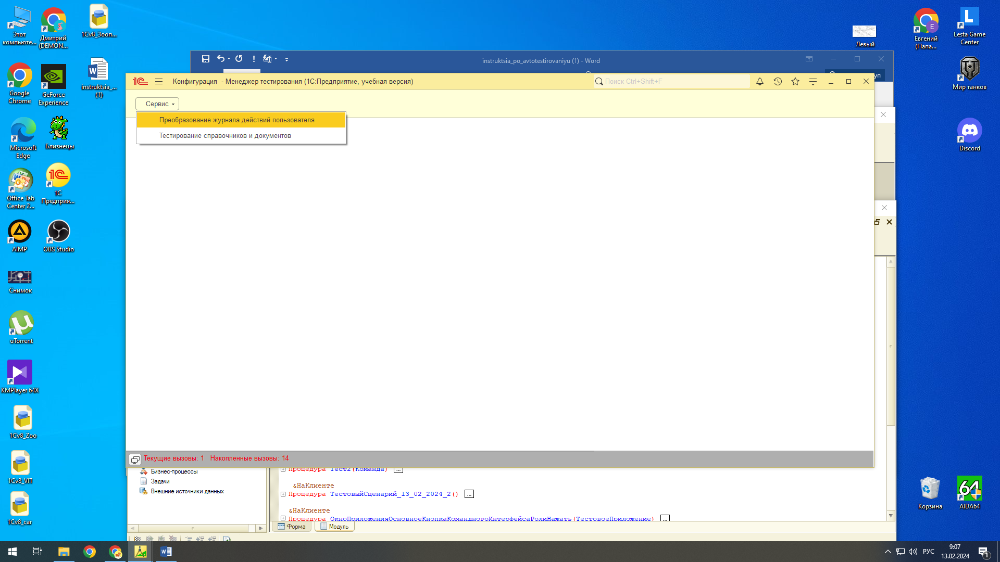 Этот
компьюте...
Дмитрий
(DEMON...
1Cv8_Зооп...
Google
Chrome
GeForce
Experience
instruktsia_...
(1)
Microsoft
Edge
Близнецы
Office Tab
Center 2...
1С
Предприя...
AIMP
OBS Studio
Снимок
uTorrent
KMPlayer 64X
1Cv8_Zoo
1Cv8_VIT
1Cv8_car
Левый
Евгений
(Папа...
Lesta Game
Center
Мир танков
Discord
Корзина
AIDA64
instruktsia_po_avtotestirovaniyu (1) - Word
уп
Конфигурация - Менеджер тестирования (1С:Предприятие, учебная версия)
Поиск Ctrl+Shift+F
Сервис
Преобразование журнала действий пользователя
Тестирование справочников и документов
Текущие вызовы: 1 Накопленные вызовы: 14
Бизнес-процессы
Задачи
Внешние источники данных
Процедура Тест2(Команда) ...
&НаКлиенте
Процедура ТестовыйСценарий_13_02_2024_2() ...
&НаКлиенте
Процедура ОкноПриложенияОсновноеКнопкаКомандногоИнтерфейсаРолиНажать(ТестовоеПриложение) ...
Форма
Модуль
РУС
9:07
13.02.2024
1